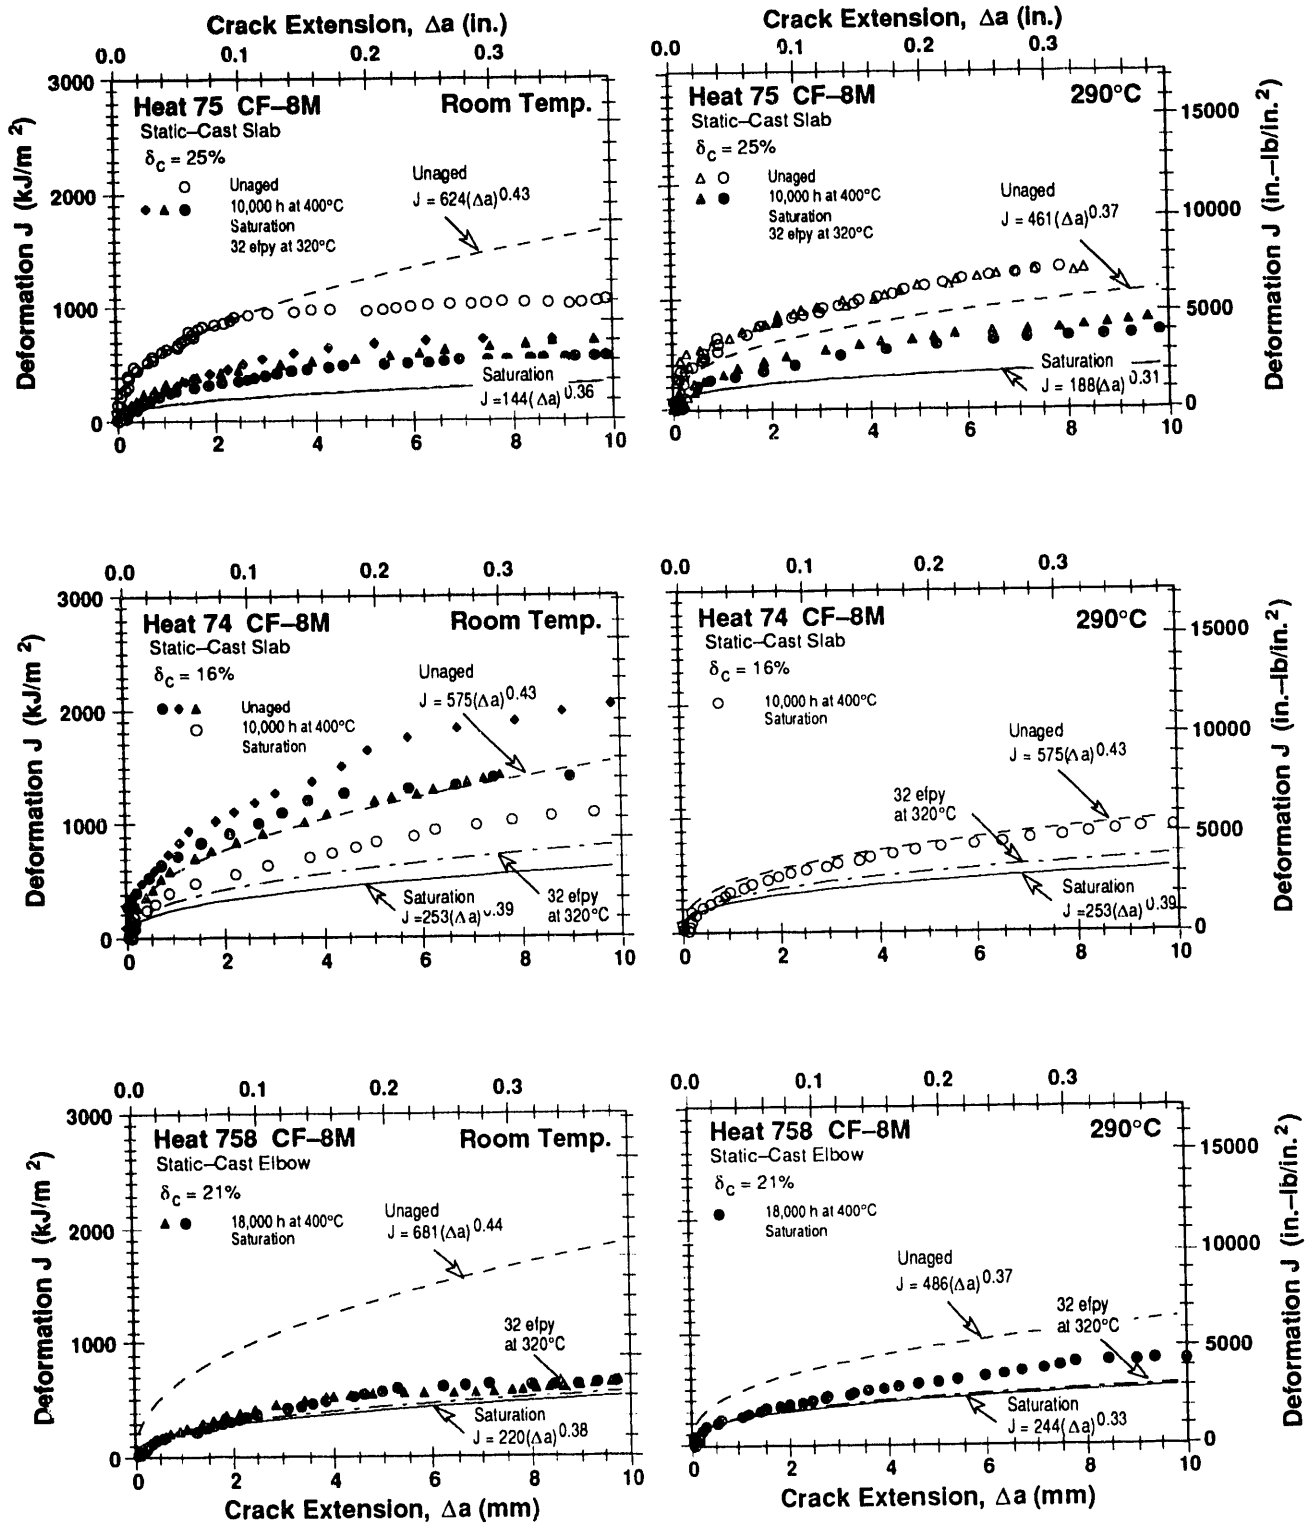 Crack Extension, Δa (in.)
0.0 0.1 0.2 0.3
3000
2000
1000
0
Deformation J (kJ/m 2)
Heat 75 CF–8M Room Temp.
Static–Cast Slab
δC = 25%
Unaged
10,000 h at 400°C
Saturation
32 efpy at 320°C
Unaged
J = 624(Δa)0.43
Saturation
J =144(Δa)0.36
0 2 4 6 8 10
Crack Extension, Δa (in.)
0.0 0.1 0.2 0.3
Heat 75 CF–8M 290°C
Static–Cast Slab
δC = 25%
Unaged
10,000 h at 400°C
Saturation
32 efpy at 320°C
Unaged
J = 461(Δa)0.37
Saturation
J = 188(Δa)0.31
15000
10000
5000
0
Deformation J (in.–lb/in.2)
0 2 4 6 8 10
0.0 0.1 0.2 0.3
3000
2000
1000
0
Deformation J (kJ/m 2)
Heat 74 CF–8M Room Temp.
Static–Cast Slab
δC = 16%
Unaged
10,000 h at 400°C
Saturation
Unaged
J = 575(Δa)0.43
Saturation
J =253(Δa)0.39
32 efpy
at 320°C
0 2 4 6 8 10
0.0 0.1 0.2 0.3
Heat 74 CF–8M 290°C
Static–Cast Slab
δC = 16%
10,000 h at 400°C
Saturation
Unaged
J = 575(Δa)0.43
32 efpy
at 320°C
Saturation
J =253(Δa)0.39
15000
10000
5000
0
Deformation J (in.–lb/in.2)
0 2 4 6 8 10
0.0 0.1 0.2 0.3
3000
2000
1000
0
Deformation J (kJ/m 2)
Heat 758 CF–8M Room Temp.
Static–Cast Elbow
δC = 21%
18,000 h at 400°C
Saturation
Unaged
J = 681(Δa)0.44
32 efpy
at 320°C
Saturation
J = 220(Δa)0.38
0 2 4 6 8 10
Crack Extension, Δa (mm)
0.0 0.1 0.2 0.3
Heat 758 CF–8M 290°C
Static–Cast Elbow
δC = 21%
18,000 h at 400°C
Saturation
Unaged
J = 486(Δa)0.37
32 efpy
at 320°C
Saturation
J = 244(Δa)0.33
15000
10000
5000
0
Deformation J (in.–lb/in.2)
0 2 4 6 8 10
Crack Extension, Δa (mm)